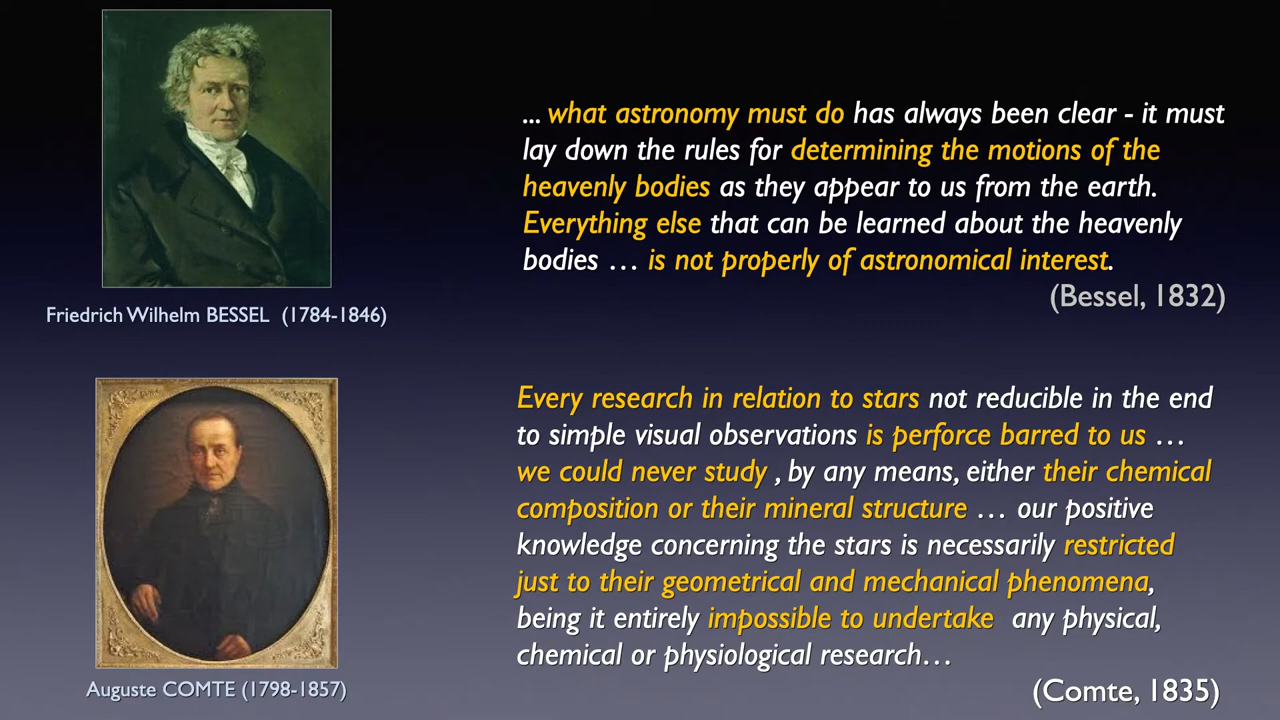 ... what astronomy must do has always been clear - it must
lay down the rules for determining the motions of the
heavenly bodies as they appear to us from the earth.
Everything else that can be learned about the heavenly
bodies … is not properly of astronomical interest.
(Bessel, 1832)
Friedrich Wilhelm BESSEL (1784-1846)
Every research in relation to stars not reducible in the end
to simple visual observations is perforce barred to us …
we could never study , by any means, either their chemical
composition or their mineral structure … our positive
knowledge concerning the stars is necessarily restricted
just to their geometrical and mechanical phenomena,
being it entirely impossible to undertake any physical,
chemical or physiological research…
(Comte, 1835)
Auguste COMTE (1798-1857)